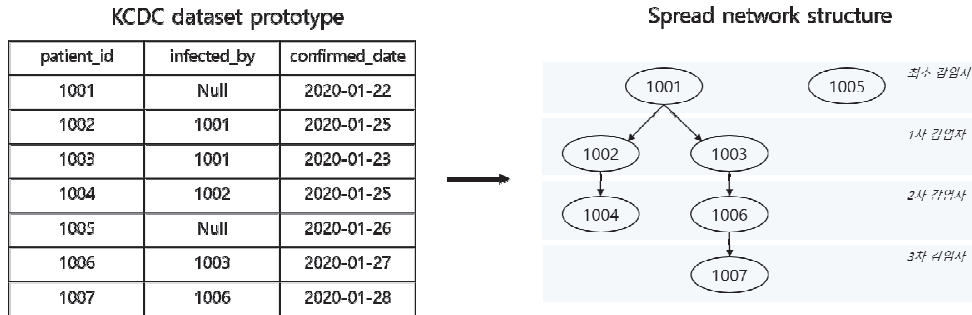 KCDC dataset prototype
patient_id infected_by confirmed_date
1001 Null 2020-01-22
1002 1001 2020-01-25
1003 1001 2020-01-23
1004 1002 2020-01-25
1005 Null 2020-01-26
1006 1003 2020-01-27
1007 1006 2020-01-28
Spread network structure
1001 1005 최초 감염자
1002 1003 1차 감염자
1004 1006 2차 감염자
1007 3차 감염자